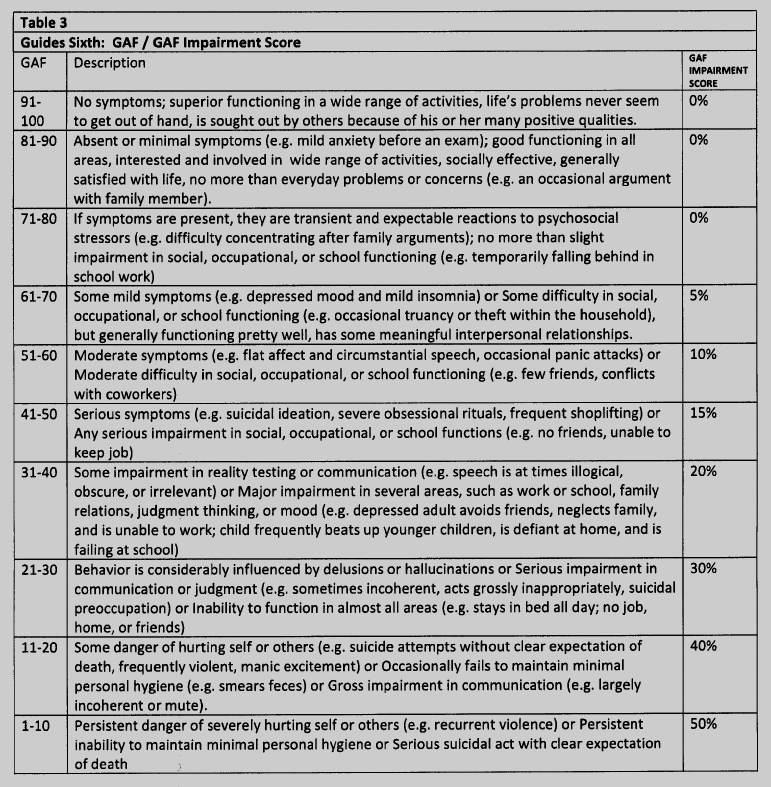 Table 3
Guides Sixth: GAF / GAF Impairment Score
GAF Description GAF IMPAIRMENT SCORE
91-100 No symptoms; superior functioning in a wide range of activities, life's problems never seem 0%
to get out of hand, is sought out by others because of his or her many positive qualities.
81-90 Absent or minimal symptoms (e.g. mild anxiety before an exam); good functioning in all 0%
areas, interested and involved in wide range of activities, socially effective, generally
satisfied with life, no more than everyday problems or concerns (e.g. an occasional argument
with family member).
71-80 If symptoms are present, they are transient and expectable reactions to psychosocial 0%
stressors (e.g. difficulty concentrating after family arguments); no more than slight
impairment in social, occupational, or school functioning (e.g. temporarily falling behind in
school work)
61-70 Some mild symptoms (e.g. depressed mood and mild insomnia) or Some difficulty in social, 5%
occupational, or school functioning (e.g. occasional truancy or theft within the household),
but generally functioning pretty well, has some meaningful interpersonal relationships.
51-60 Moderate symptoms (e.g. flat affect and circumstantial speech, occasional panic attacks) or 10%
Moderate difficulty in social, occupational, or school functioning (e.g. few friends, conflicts
with coworkers)
41-50 Serious symptoms (e.g. suicidal ideation, severe obsessional rituals, frequent shoplifting) or 15%
Any serious impairment in social, occupational, or school functions (e.g. no friends, unable to
keep job)
31-40 Some impairment in reality testing or communication (e.g. speech is at times illogical, 20%
obscure, or irrelevant) or Major impairment in several areas, such as work or school, family
relations, judgment thinking, or mood (e.g. depressed adult avoids friends, neglects family,
and is unable to work; child frequently beats up younger children, is defiant at home, and is
failing at school)
21-30 Behavior is considerably influenced by delusions or hallucinations or Serious impairment in 30%
communication or judgment (e.g. sometimes incoherent, acts grossly inappropriately, suicidal
preoccupation) or Inability to function in almost all areas (e.g. stays in bed all day; no job,
home, or friends)
11-20 Some danger of hurting self or others (e.g. suicide attempts without clear expectation of 40%
death, frequently violent, manic excitement) or Occasionally fails to maintain minimal
personal hygiene (e.g. smears feces) or Gross impairment in communication (e.g. largely
incoherent or mute).
1-10 Persistent danger of severely hurting self or others (e.g. recurrent violence) or Persistent 50%
inability to maintain minimal personal hygiene or Serious suicidal act with clear expectation
of death